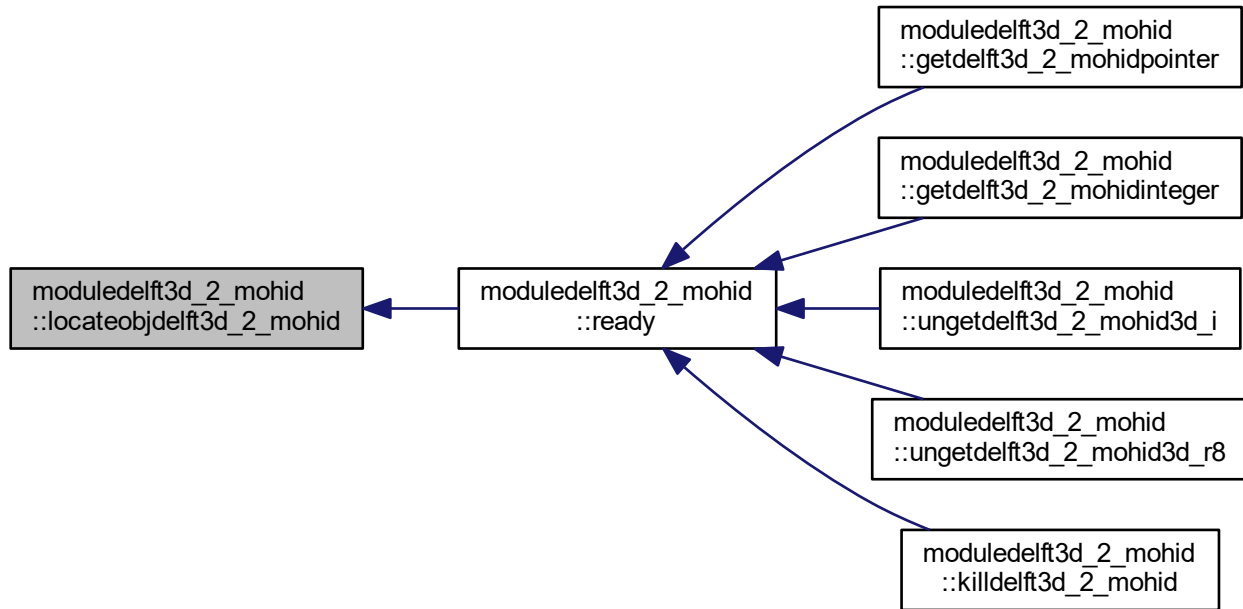 moduledelft3d_2_mohid
::getdelft3d_2_mohidpointer
moduledelft3d_2_mohid
::getdelft3d_2_mohidinteger
moduledelft3d_2_mohid
::locateobjdelft3d_2_mohid
moduledelft3d_2_mohid
::ready
moduledelft3d_2_mohid
::ungetdelft3d_2_mohid3d_i
moduledelft3d_2_mohid
::ungetdelft3d_2_mohid3d_r8
moduledelft3d_2_mohid
::killdelft3d_2_mohid